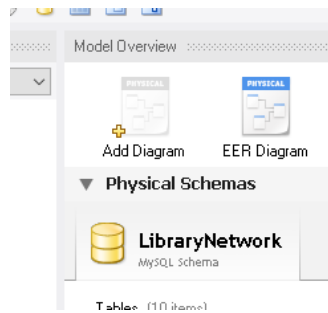 Model Overview
PHYSICAL PHYSICAL
Add Diagram EER Diagram
Physical Schemas
LibraryNetwork
MySQL Schema
Tables (10 items)